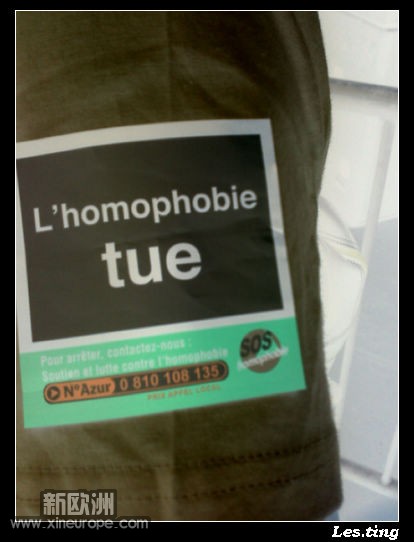 L'homophobie
tue
Pour arrêter, contactez-nous :
Soutien et lutte contre l'homophobie
N°Azur 0 810 108 135
PRIX APPEL LOCAL
SOS
homophobie
新欧洲
www.xineurope.com
Les.ting